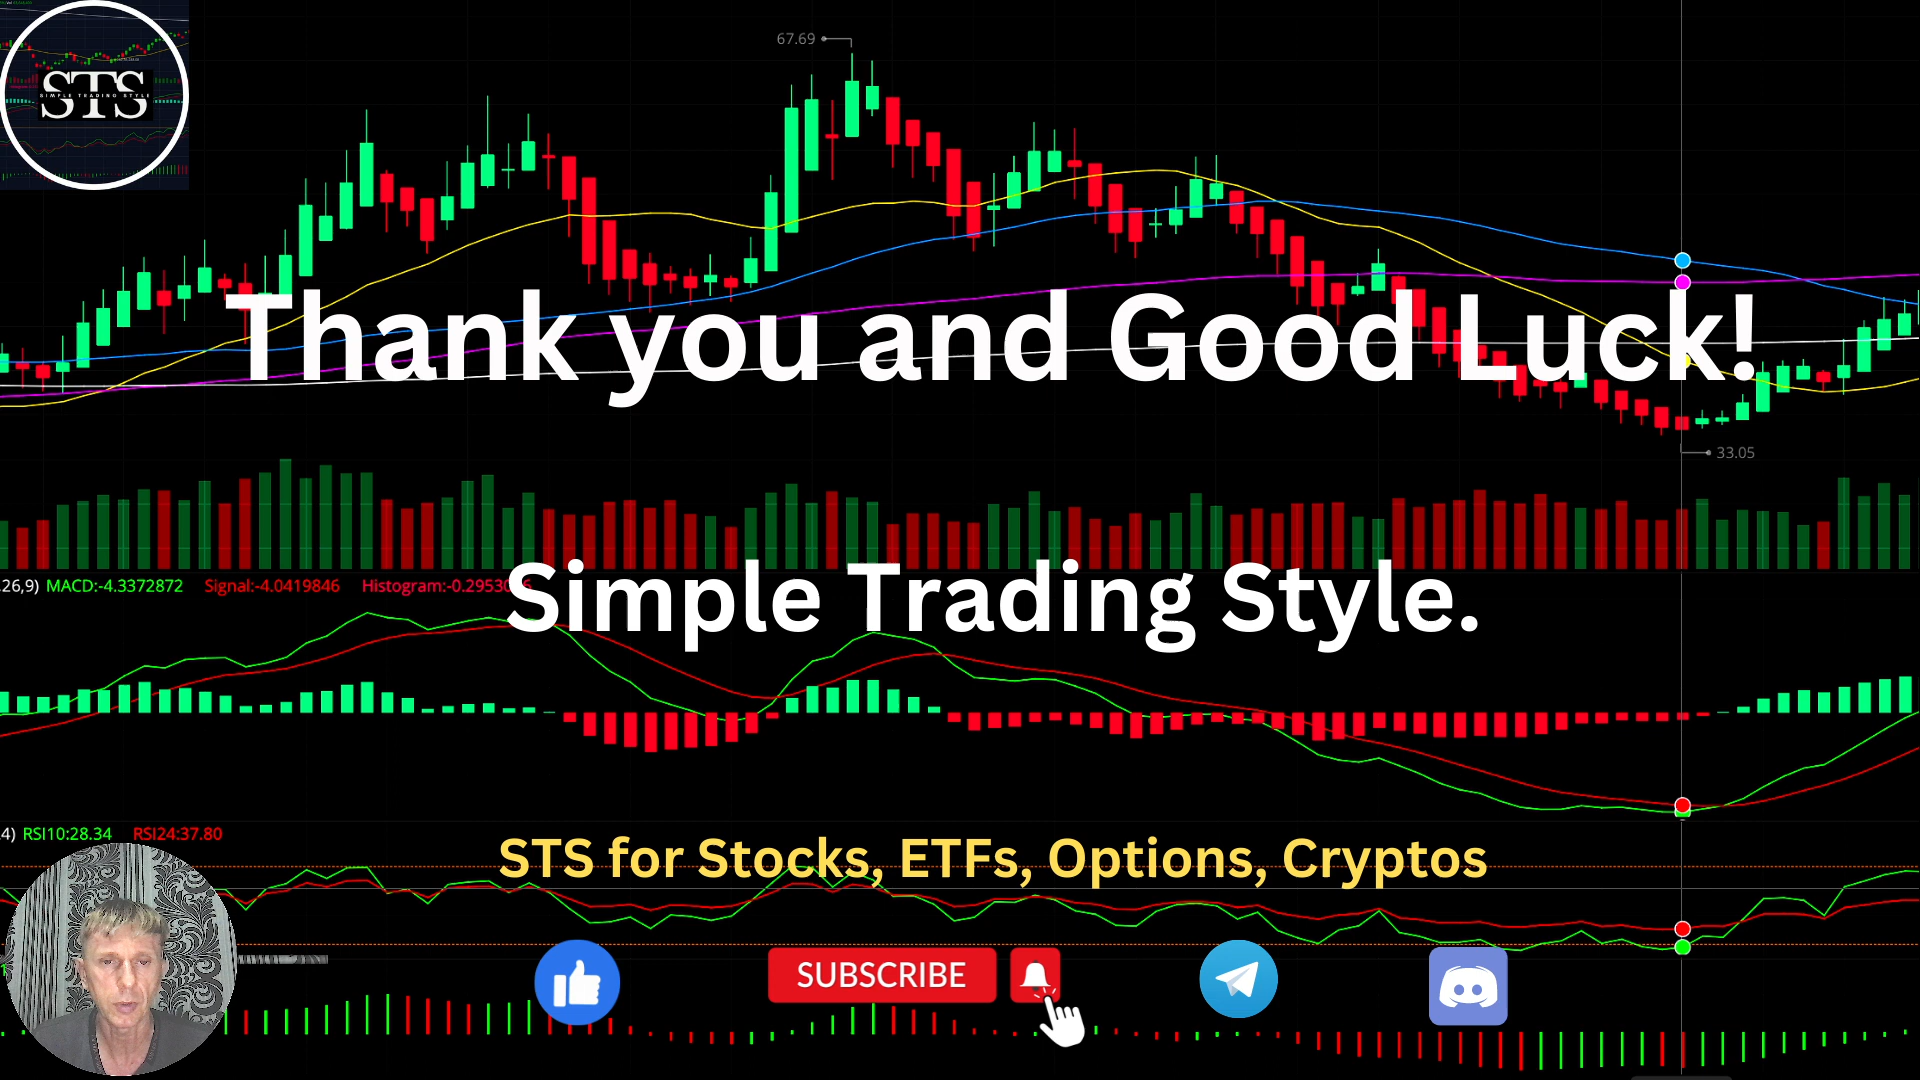 STS
SIMPLE TRADING STYLE
67.69
Thank you and Good Luck!
33.05
,26,9) MACD:-4.3372872 Signal:-4.0419846 Histogram:-0.2953
Simple Trading Style.
4) RSI10:28.34 RSI24:37.80
STS for Stocks, ETFs, Options, Cryptos
SUBSCRIBE